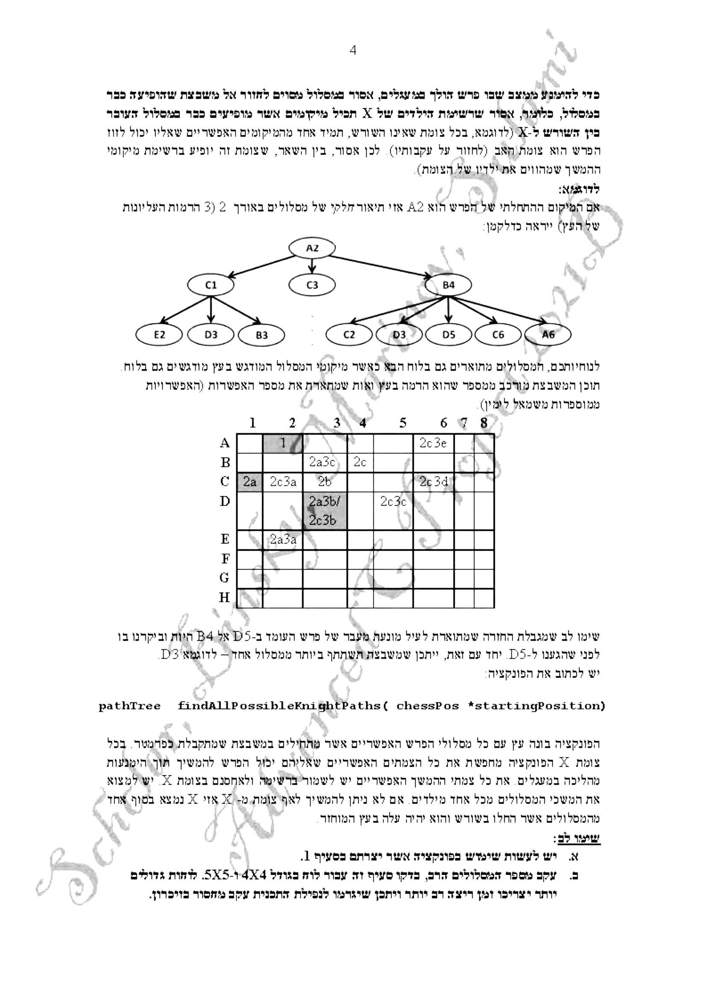 4
כדי להימנע ממצב שבו פרש הולך במעגלים, אסור במסלול מסוים לחזור אל משבצת שהופיעה כבר
במסלול, כלומר, אסור שרשימת הילדים של X תכיל מיקומים אשר מופיעים כבר במסלול העובר
בין השורש ל-X (לדוגמא, בכל צומת שאינו השורש, תמיד אחד מהמיקומים האפשריים שאליו יכול לזוז
הפרש הוא צומת האב (לחזור על עקבותיו). לכן אסור, בין השאר, שצומת זה יופיע ברשימת מיקומי
ההמשך שמהווים את ילדיו של הצומת).
לדוגמא:
אם המיקום ההתחלתי של הפרש הוא A2 אזי תיאור חלקי של מסלולים באורך 2 (3 הרמות העליונות
של העץ) ייראה כדלקמן:
A2
C1 C3 B4
E2 D3 B3 C2 D3 D5 C6 A6
לנוחיותכם, המסלולים מתוארים גם בלוח הבא כאשר מיקומי המסלול המודגש בעץ מודגשים גם בלוח.
תוכן המשבצת מורכב ממספר שהוא הרמה בעץ ואות שמתארת את מספר האפשרות (האפשרויות
ממוספרות משמאל לימין).
1 2 3 4 5 6 7 8
A 1 2c3e
B 2a3c 2c
C 2a 2c3a 2b 2c3d
D 2a3b/ 2c3c
2c3b
E 2a3a
F
G
H
שימו לב שמגבלת החזרה שמתוארת לעיל מונעת מעבר של פרש העומד ב-D5 אל B4 היות וביקרנו בו
לפני שהגענו ל-D5. יחד עם זאת, ייתכן שמשבצת תשתתף ביותר ממסלול אחד – לדוגמא D3.
יש לכתוב את הפונקציה:
pathTree findAllPossibleKnightPaths( chessPos *startingPosition)
הפונקציה בונה עץ עם כל מסלולי הפרש האפשריים אשר מתחילים במשבצת שמתקבלת כפרמטר. בכל
צומת X הפונקציה מחפשת את כל הצמתים האפשריים שאליהם יכול הפרש להמשיך תוך הימנעות
מהליכה במעגלים. את כל צמתי ההמשך האפשריים יש לשמור ברשימה ולאחסנם בצומת X. יש למצוא
את המשכי המסלולים מכל אחד מילדים. אם לא ניתן להמשיך לאף צומת מ- X אזי X נמצא בסוף אחד
מהמסלולים אשר החלו בשורש והוא יהיה עלה בעץ המוחזר.
שימו לב:
א. יש לעשות שימוש בפונקציה אשר יצרתם בסעיף 1.
ב. עקב מספר המסלולים הרב, בדקו סעיף זה עבור לוח בגודל 4X4 ו-5X5. לוחות גדולים
יותר יצריכו זמן ריצה רב יותר ויתכן שיגרמו לנפילת התכנית עקב מחסור בזיכרון.
Scholar, Binsky, Marinov, Sulami
Advanced C Project 2021B